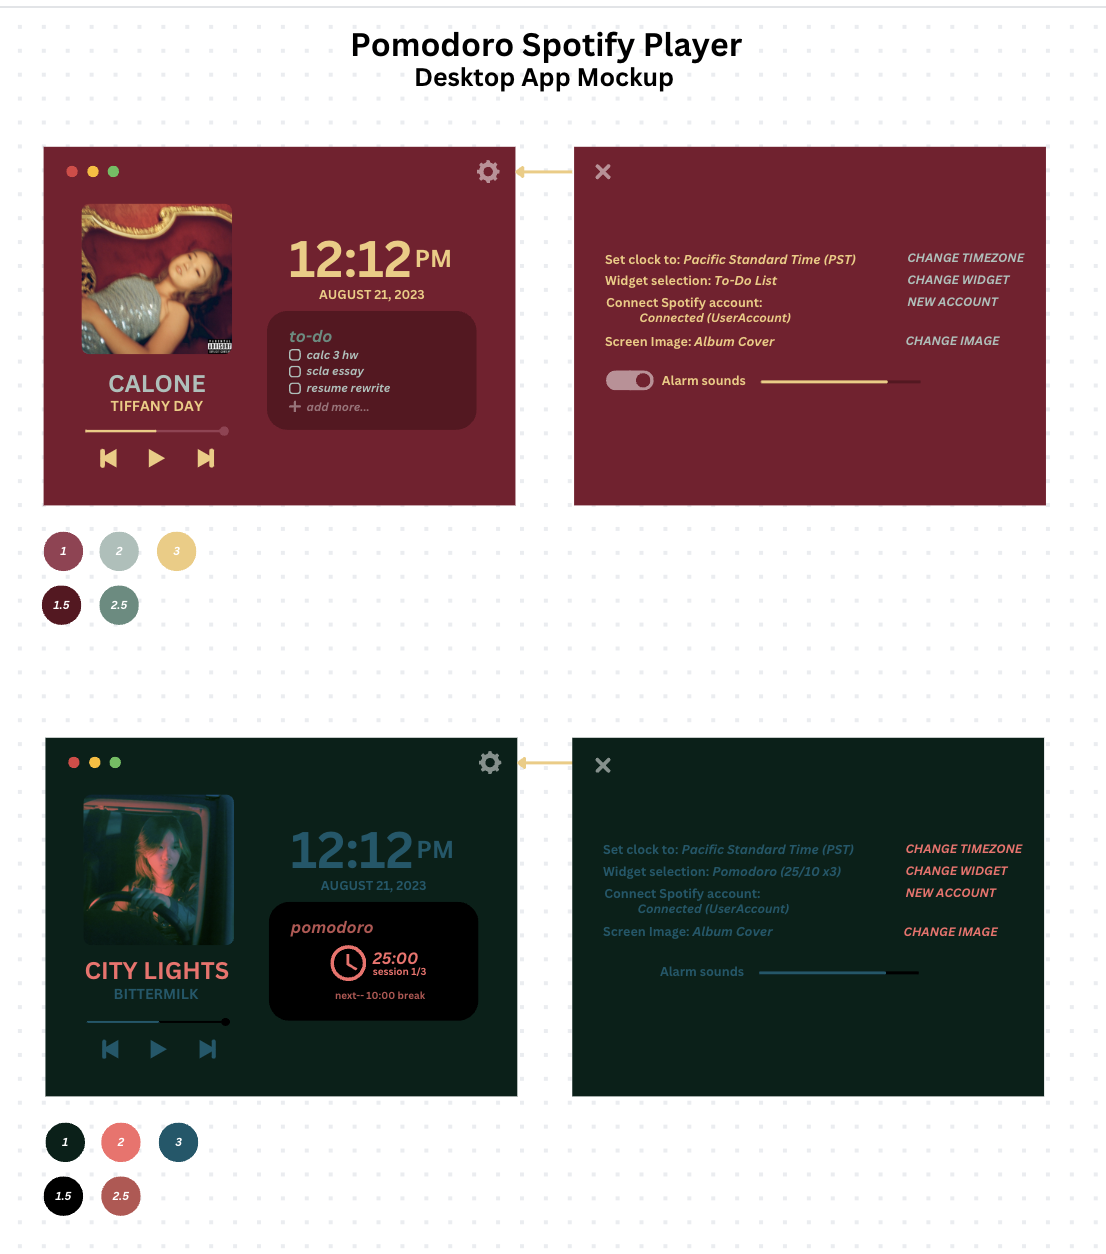 Pomodoro Spotify Player
Desktop App Mockup
12:12 PM
AUGUST 21, 2023
to-do
calc 3 hw
scla essay
resume rewrite
add more...
CALONE
TIFFANY DAY
Set clock to: Pacific Standard Time (PST)
CHANGE TIMEZONE
Widget selection: To-Do List
CHANGE WIDGET
Connect Spotify account:
NEW ACCOUNT
Connected (UserAccount)
Screen Image: Album Cover
CHANGE IMAGE
Alarm sounds
1
2
3
1.5
2.5
12:12 PM
AUGUST 21, 2023
pomodoro
25:00
session 1/3
next-- 10:00 break
CITY LIGHTS
BITTERMILK
Set clock to: Pacific Standard Time (PST)
CHANGE TIMEZONE
Widget selection: Pomodoro (25/10 x3)
CHANGE WIDGET
Connect Spotify account:
NEW ACCOUNT
Connected (UserAccount)
Screen Image: Album Cover
CHANGE IMAGE
Alarm sounds
1
2
3
1.5
2.5